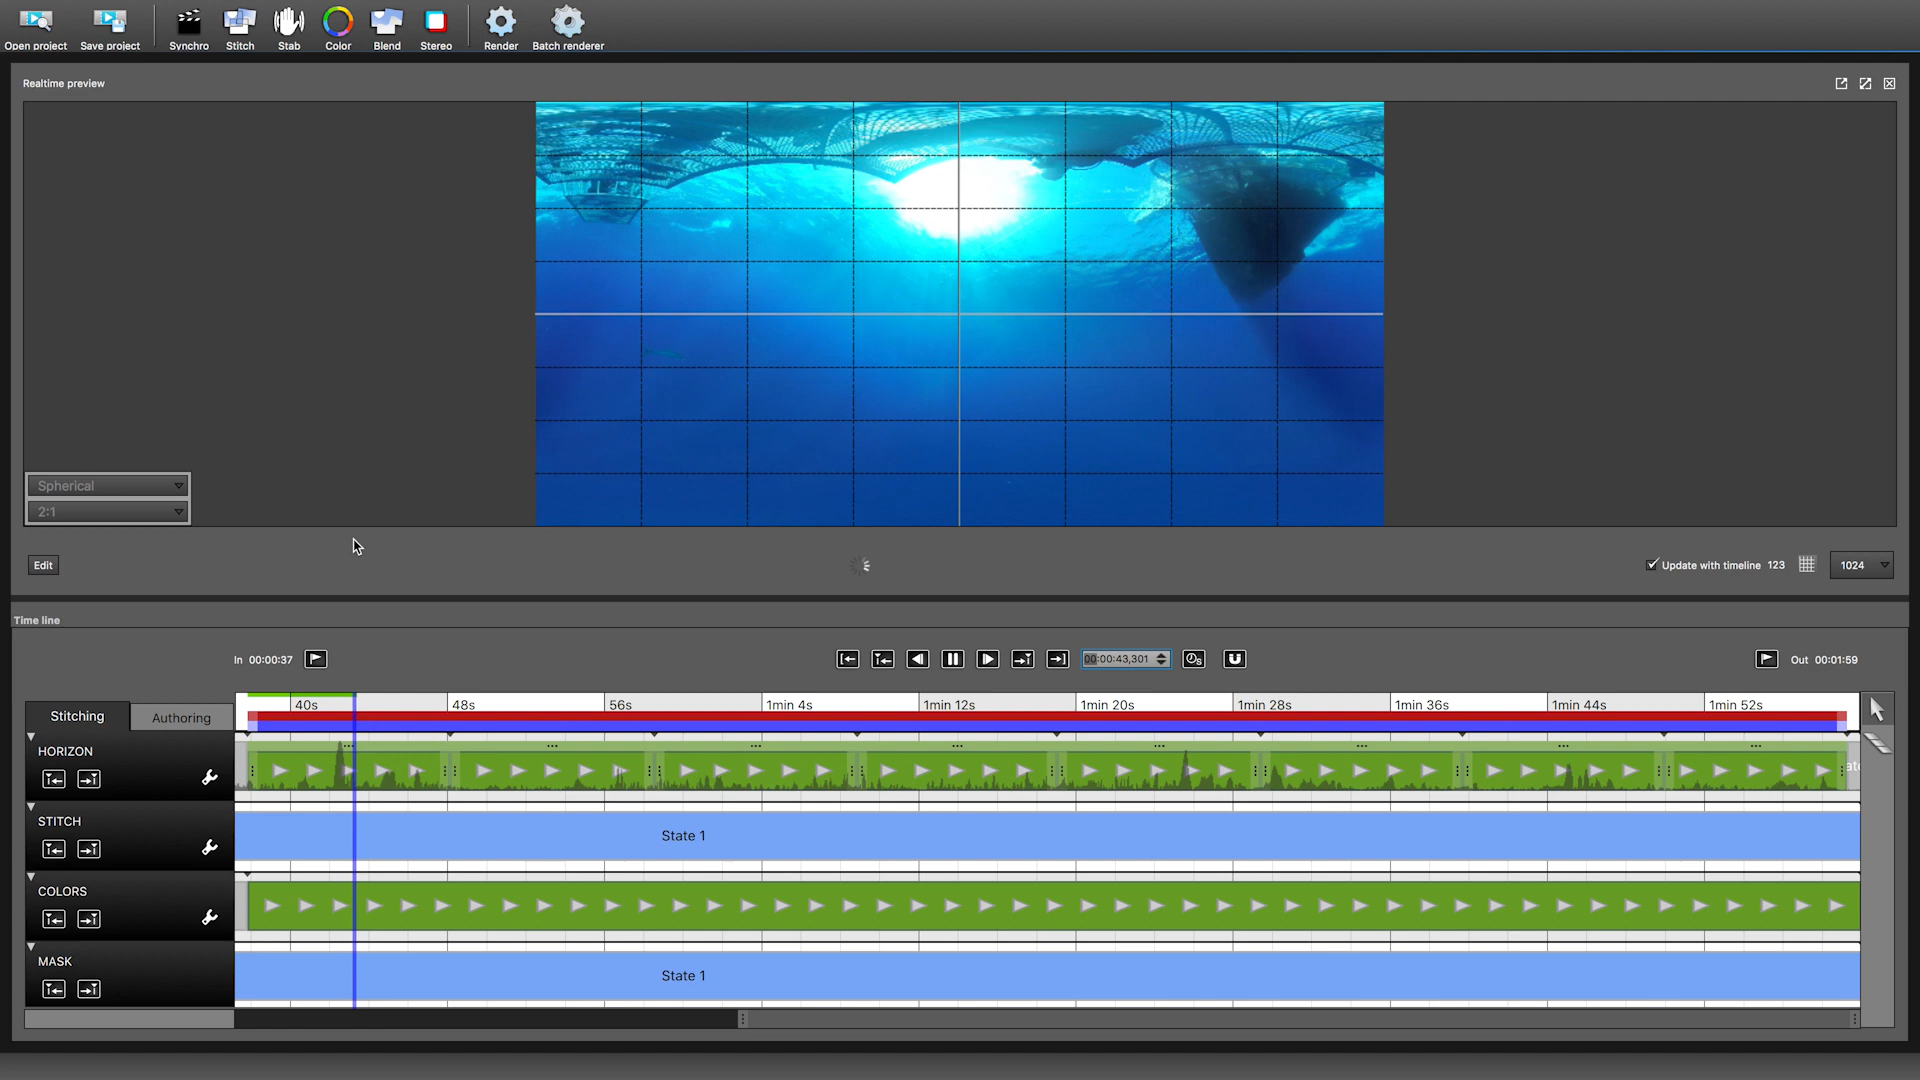 Open project Save project Synchro Stitch Stab Color Blend Stereo Render Batch renderer
Realtime preview
Spherical
2:1
Edit
Update with timeline 123 1024
Time line
In 00:00:37 00:00:43,301 Out 00:01:59
Stitching Authoring
40s 48s 56s 1min 4s 1min 12s 1min 20s 1min 28s 1min 36s 1min 44s 1min 52s
HORIZON
STITCH
State 1
COLORS
MASK
State 1